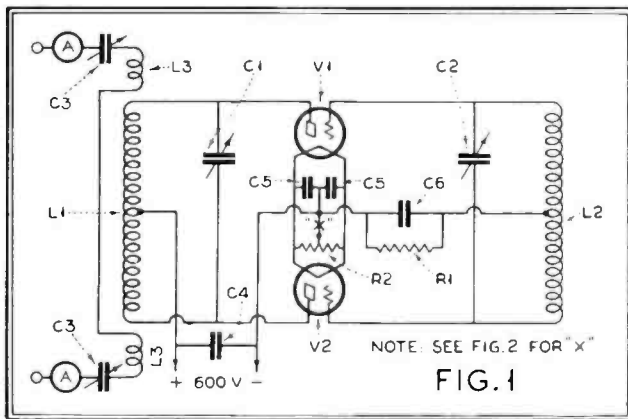 A
C3
L3
C1
V1
C2
C5
C5
C6
"X"
L1
L2
R2
R1
C3
L3
C4
A
+ 600 V -
V2
NOTE: SEE FIG. 2 FOR "X"
FIG. 1